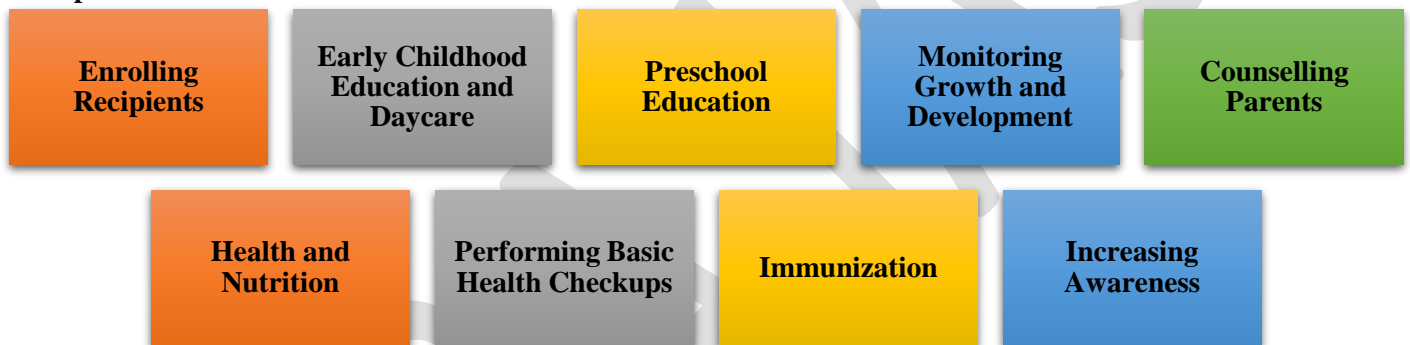 Enrolling
Recipients
Early Childhood
Education and
Daycare
Preschool
Education
Monitoring
Growth and
Development
Counselling
Parents
Health and
Nutrition
Performing Basic
Health Checkups
Immunization
Increasing
Awareness